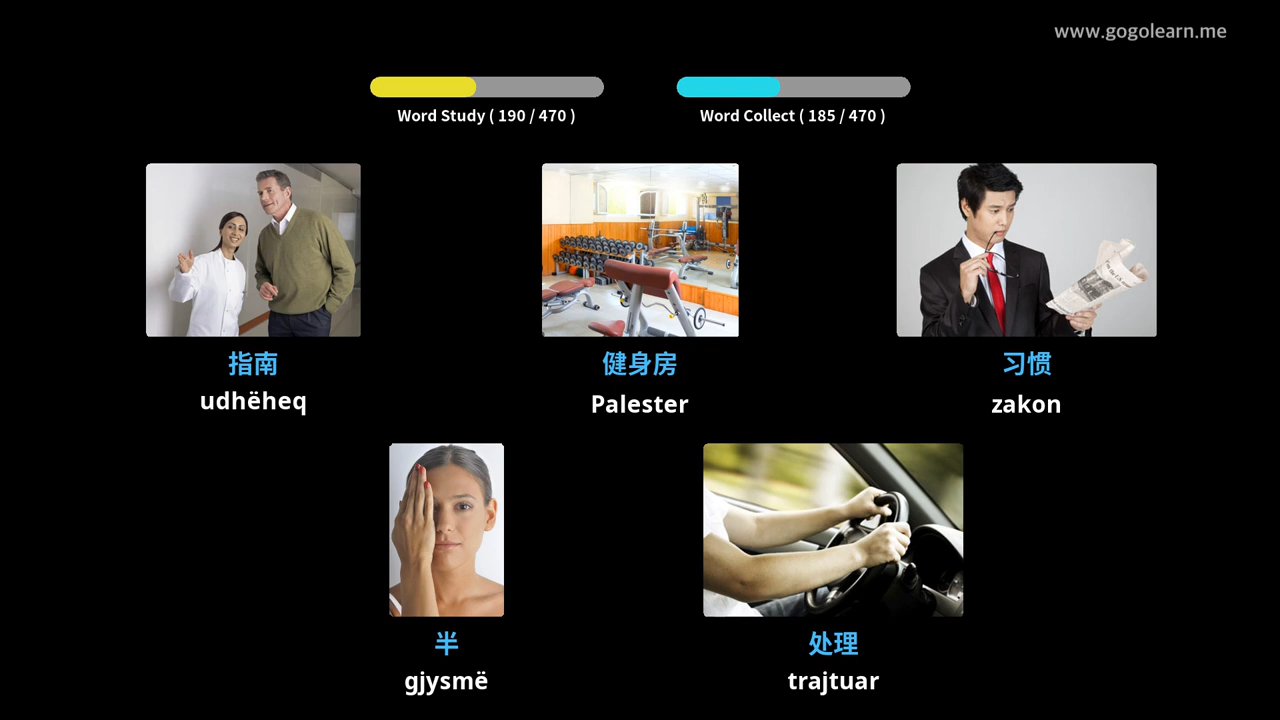 www.gogolearn.me
Word Study ( 190 / 470 )
Word Collect ( 185 / 470 )
指南
udhëheq
健身房
Palester
习惯
zakon
半
gjysmë
处理
trajtuar